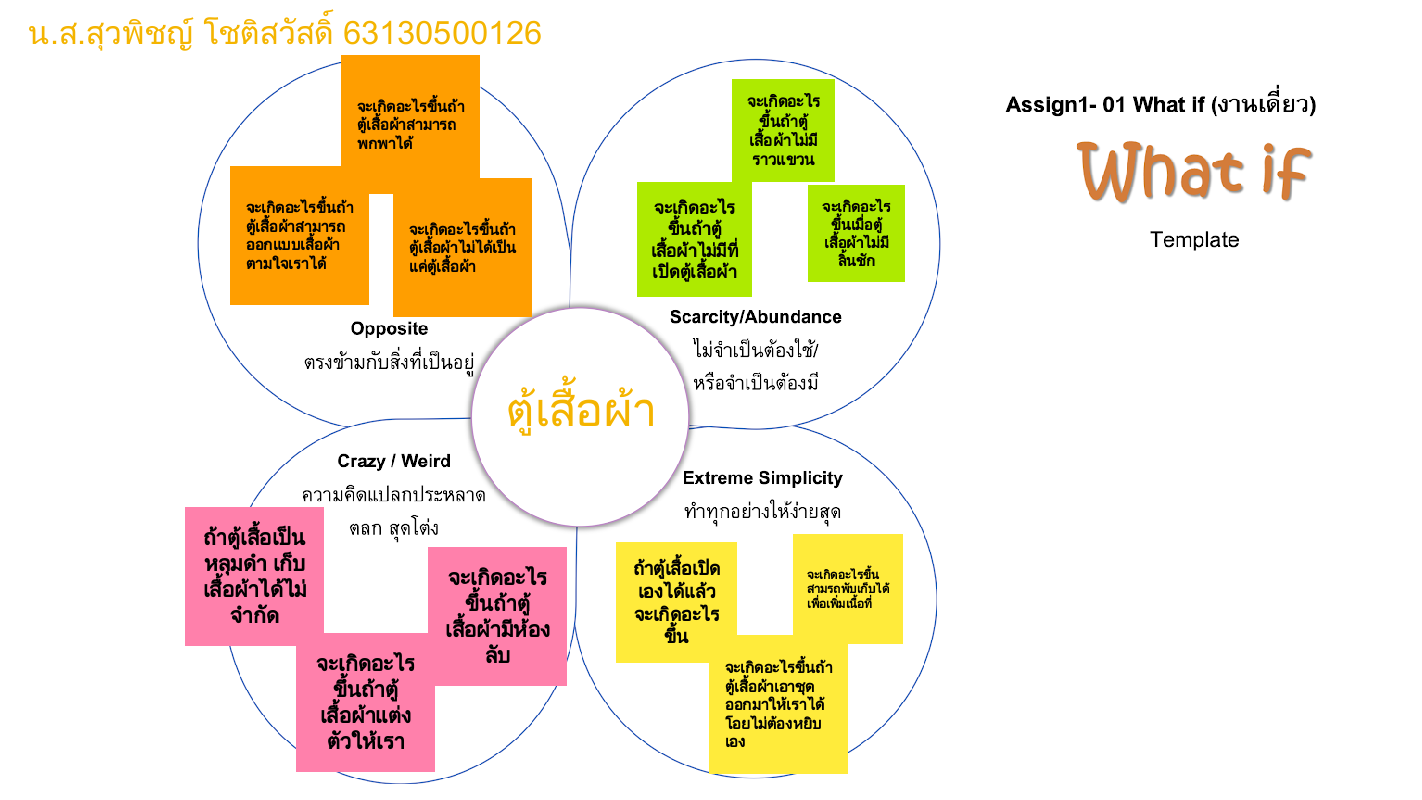 น.ส.สุวพิชญ์ โชติสวัสดิ์ 63130500126
Assign1- 01 What if (งานเดี่ยว)
What if
Template
จะเกิดอะไรขึ้นถ้า
ตู้เสื้อผ้าสามารถ
พกพาได้
จะเกิดอะไรขึ้นถ้า
ตู้เสื้อผ้าสามารถ
ออกแบบเสื้อผ้า
ตามใจเราได้
จะเกิดอะไรขึ้นถ้า
ตู้เสื้อผ้าไม่ได้เป็น
แค่ตู้เสื้อผ้า
Opposite
ตรงข้ามกับสิ่งที่เป็นอยู่
จะเกิดอะไร
ขึ้นถ้าตู้
เสื้อผ้าไม่มี
ราวแขวน
จะเกิดอะไร
ขึ้นถ้าตู้
เสื้อผ้าไม่มีที่
เปิดตู้เสื้อผ้า
จะเกิดอะไร
ขึ้นเมื่อตู้
เสื้อผ้าไม่มี
ลิ้นชัก
Scarcity/Abundance
ไม่จำเป็นต้องใช้/
หรือจำเป็นต้องมี
ตู้เสื้อผ้า
Crazy / Weird
ความคิดแปลกประหลาด
ตลก สุดโต่ง
ถ้าตู้เสื้อเป็น
หลุมดำ เก็บ
เสื้อผ้าได้ไม่
จำกัด
จะเกิดอะไร
ขึ้นถ้าตู้
เสื้อผ้ามีห้อง
ลับ
จะเกิดอะไร
ขึ้นถ้าตู้
เสื้อผ้าแต่ง
ตัวให้เรา
Extreme Simplicity
ทำทุกอย่างให้ง่ายสุด
ถ้าตู้เสื้อเปิด
เองได้แล้ว
จะเกิดอะไร
ขึ้น
จะเกิดอะไรขึ้น
สามรถพับเก็บได้
เพื่อเพิ่มเนื้อที่
จะเกิดอะไรขึ้นถ้า
ตู้เสื้อผ้าเอาชุด
ออกมาให้เราได้
โอยไม่ต้องหยิบ
เอง